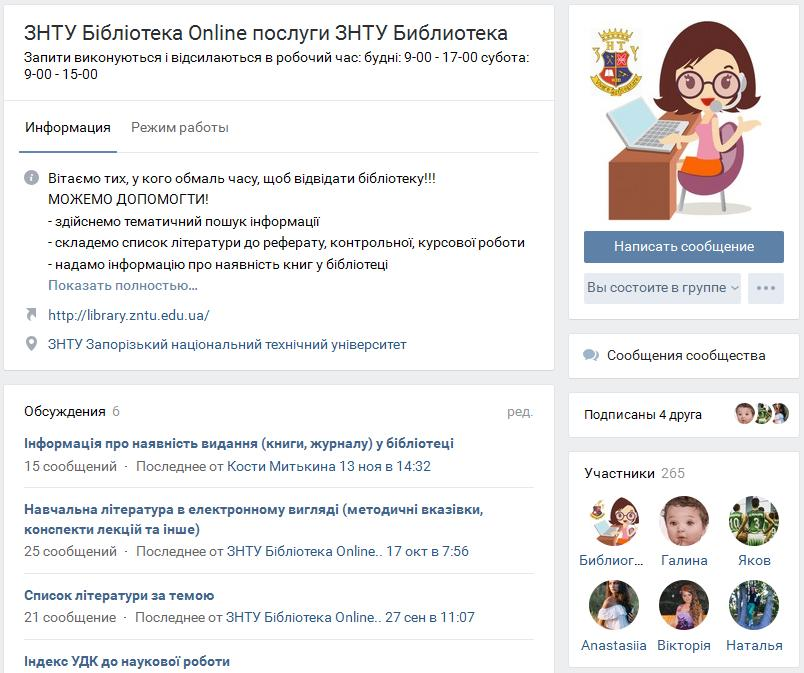 ЗНТУ Бібліотека Online послуги ЗНТУ Библиотека
Запити виконуються і відсилаються в робочий час: будні: 9-00 - 17-00 субота:
9-00 - 15-00
Информация Режим работы
Вітаємо тих, у кого обмаль часу, щоб відвідати бібліотеку!!!
МОЖЕМО ДОПОМОГТИ!
- здійснемо тематичний пошук інформації
- складемо список літератури до реферату, контрольної, курсової роботи
- надамо інформацію про наявність книг у бібліотеці
Показать полностью...
http://library.zntu.edu.ua/
ЗНТУ Запорізький національний технічний університет
Обсуждения 6 ред.
Інформація про наявність видання (книги, журналу) у бібліотеці
15 сообщений · Последнее от Кости Митькина 13 ноя в 14:32
Навчальна література в електронному вигляді (методичні вказівки,
конспекти лекцій та інше)
25 сообщений · Последнее от ЗНТУ Бібліотека Online.. 17 окт в 7:56
Список літератури за темою
21 сообщение · Последнее от ЗНТУ Бібліотека Online.. 27 сен в 11:07
Індекс УДК до наукової роботи
ЗНТУ
Написать сообщение
Вы состоите в группе
Сообщения сообщества
Подписаны 4 друга
Участники 265
Библиог... Галина Яков
10 3
Anastasiia Вікторія Наталья